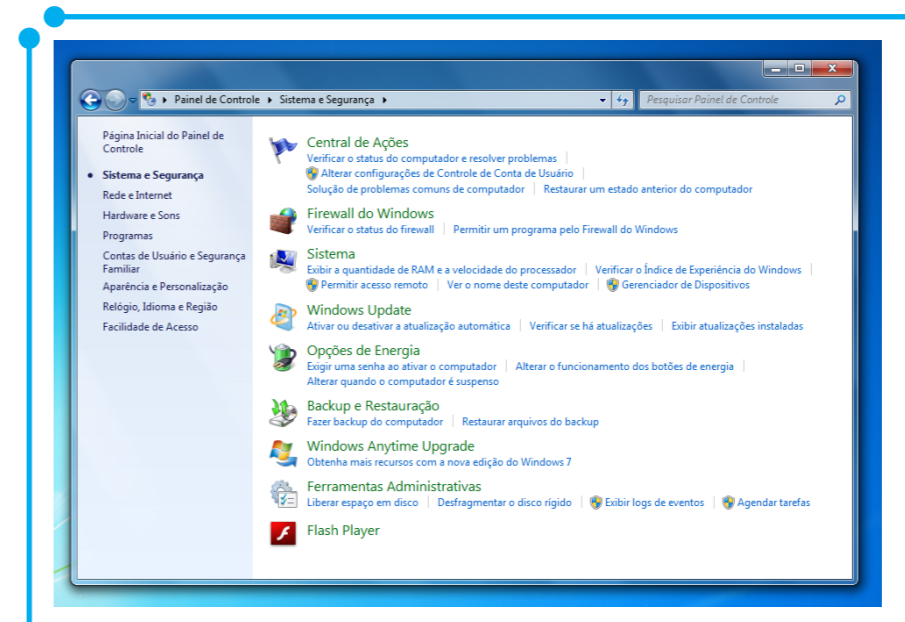 Painel de Controle ▸ Sistema e Segurança ▸
Pesquisar Painel de Controle
Página Inicial do Painel de
Controle
Sistema e Segurança
Rede e Internet
Hardware e Sons
Programas
Contas de Usuário e Segurança
Familiar
Aparência e Personalização
Relógio, Idioma e Região
Facilidade de Acesso
Central de Ações
Verificar o status do computador e resolver problemas
Alterar configurações de Controle de Conta de Usuário
Solução de problemas comuns de computador | Restaurar um estado anterior do computador
Firewall do Windows
Verificar o status do firewall | Permitir um programa pelo Firewall do Windows
Sistema
Exibir a quantidade de RAM e a velocidade do processador | Verificar o Índice de Experiência do Windows
Permitir acesso remoto | Ver o nome deste computador | Gerenciador de Dispositivos
Windows Update
Ativar ou desativar a atualização automática | Verificar se há atualizações | Exibir atualizações instaladas
Opções de Energia
Exigir uma senha ao ativar o computador | Alterar o funcionamento dos botões de energia
Alterar quando o computador é suspenso
Backup e Restauração
Fazer backup do computador | Restaurar arquivos do backup
Windows Anytime Upgrade
Obtenha mais recursos com a nova edição do Windows 7
Ferramentas Administrativas
Liberar espaço em disco | Desfragmentar o disco rígido | Exibir logs de eventos | Agendar tarefas
Flash Player